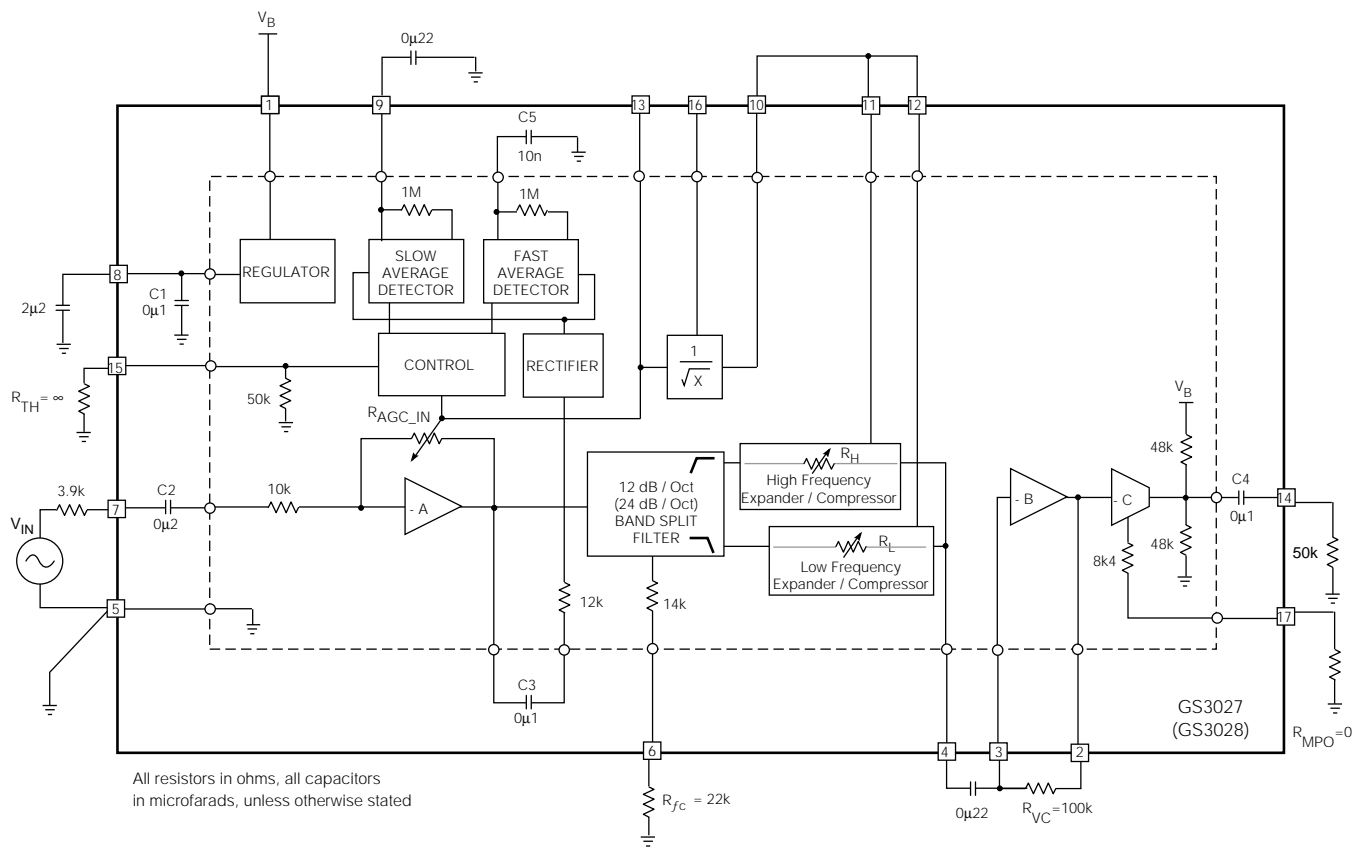 V_B
0µ22
1
9
13
16
10
11
12
C5
10n
1M
1M
REGULATOR
SLOW
AVERAGE
DETECTOR
FAST
AVERAGE
DETECTOR
8
C1
0µ1
2µ2
15
CONTROL
RECTIFIER
1
√X
R_TH = ∞
50k
R_AGC_IN
V_B
48k
R_H
High Frequency
Expander / Compressor
12 dB / Oct
(24 dB / Oct)
BAND SPLIT
FILTER
3.9k
7
C2
0µ2
10k
- A
- B
- C
C4
0µ1
14
V_IN
R_L
Low Frequency
Expander / Compressor
8k4
48k
50k
5
12k
14k
17
C3
0µ1
GS3027
(GS3028)
R_MPO=0
6
4
3
2
All resistors in ohms, all capacitors
in microfarads, unless otherwise stated
R_fc = 22k
0µ22
R_VC=100k